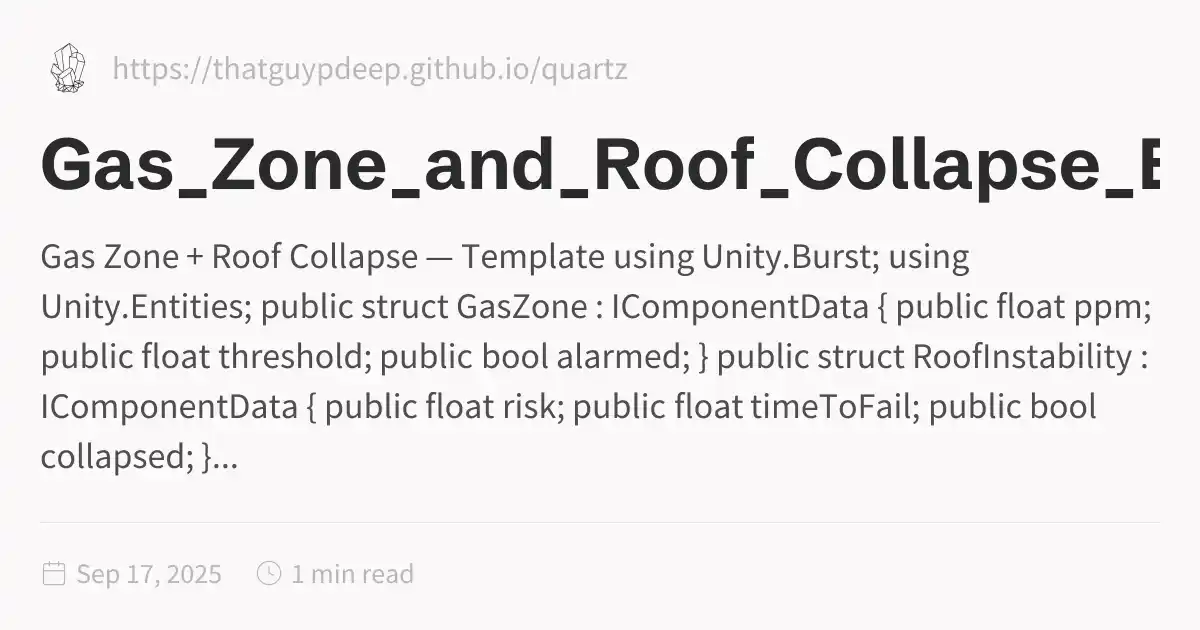 https://thatguypdeep.github.io/quartz
Gas_Zone_and_Roof_Collapse_E
Gas Zone + Roof Collapse — Template using Unity.Burst; using
Unity.Entities; public struct GasZone : IComponentData { public float ppm;
public float threshold; public bool alarmed; } public struct RoofInstability :
IComponentData { public float risk; public float timeToFail; public bool
collapsed; }...
Sep 17, 2025 1 min read